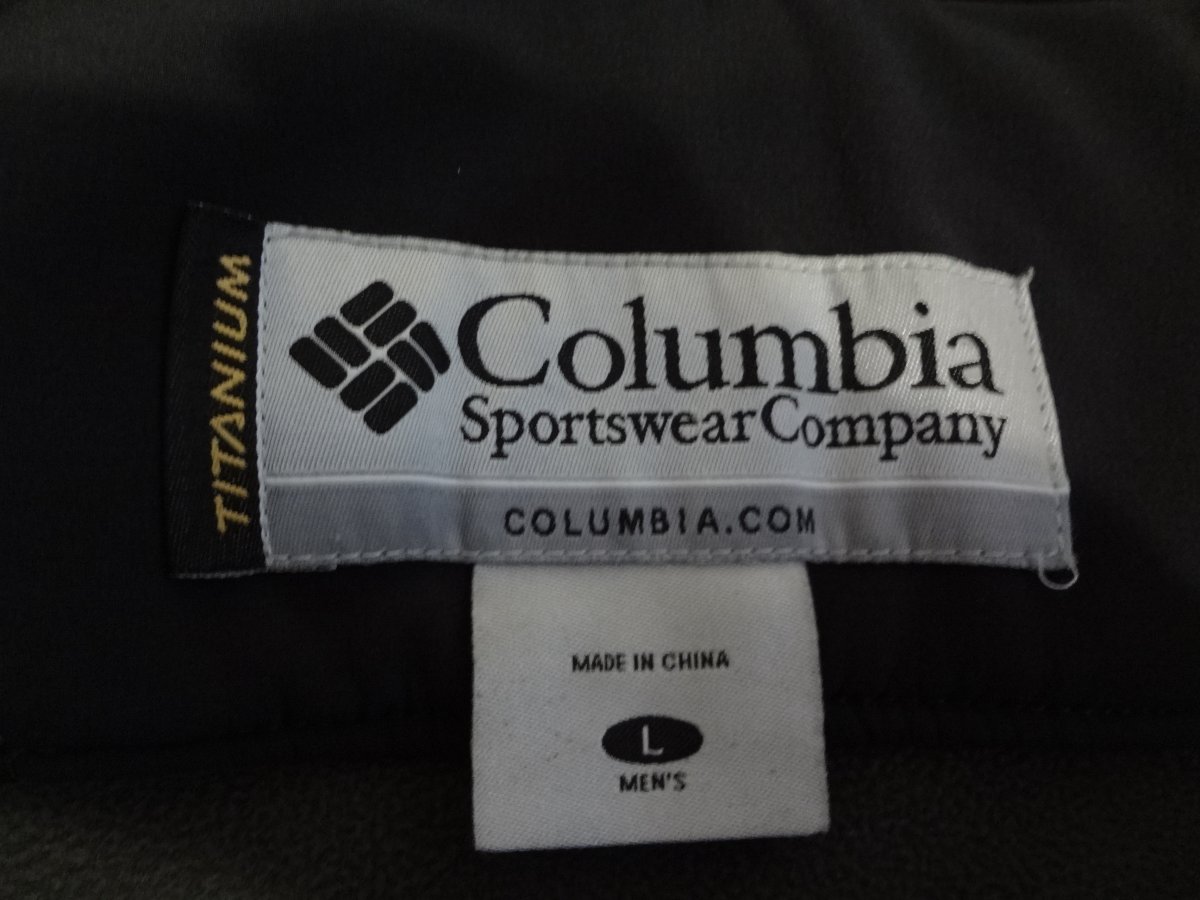 TITANIUM
Columbia
Sportswear Company
COLUMBIA.COM
MADE IN CHINA
L
MEN'S